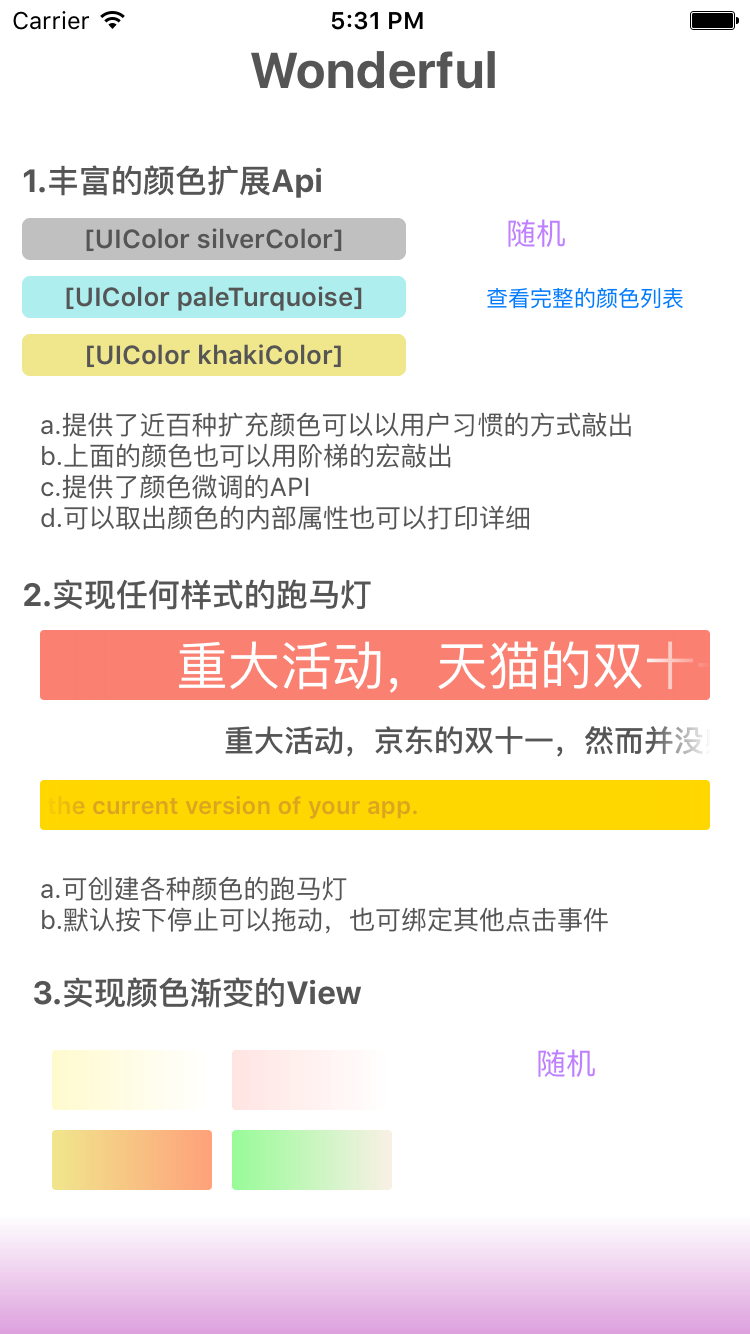 Carrier 5:31 PM
Wonderful
1.丰富的颜色扩展Api
[UIColor silverColor]
随机
[UIColor paleTurquoise]
查看完整的颜色列表
[UIColor khakiColor]
a.提供了近百种扩充颜色可以以用户习惯的方式敲出
b.上面的颜色也可以用阶梯的宏敲出
c.提供了颜色微调的API
d.可以取出颜色的内部属性也可以打印详细
2.实现任何样式的跑马灯
重大活动，天猫的双十
重大活动，京东的双十一，然而并没
the current version of your app.
a.可创建各种颜色的跑马灯
b.默认按下停止可以拖动，也可绑定其他点击事件
3.实现颜色渐变的View
随机